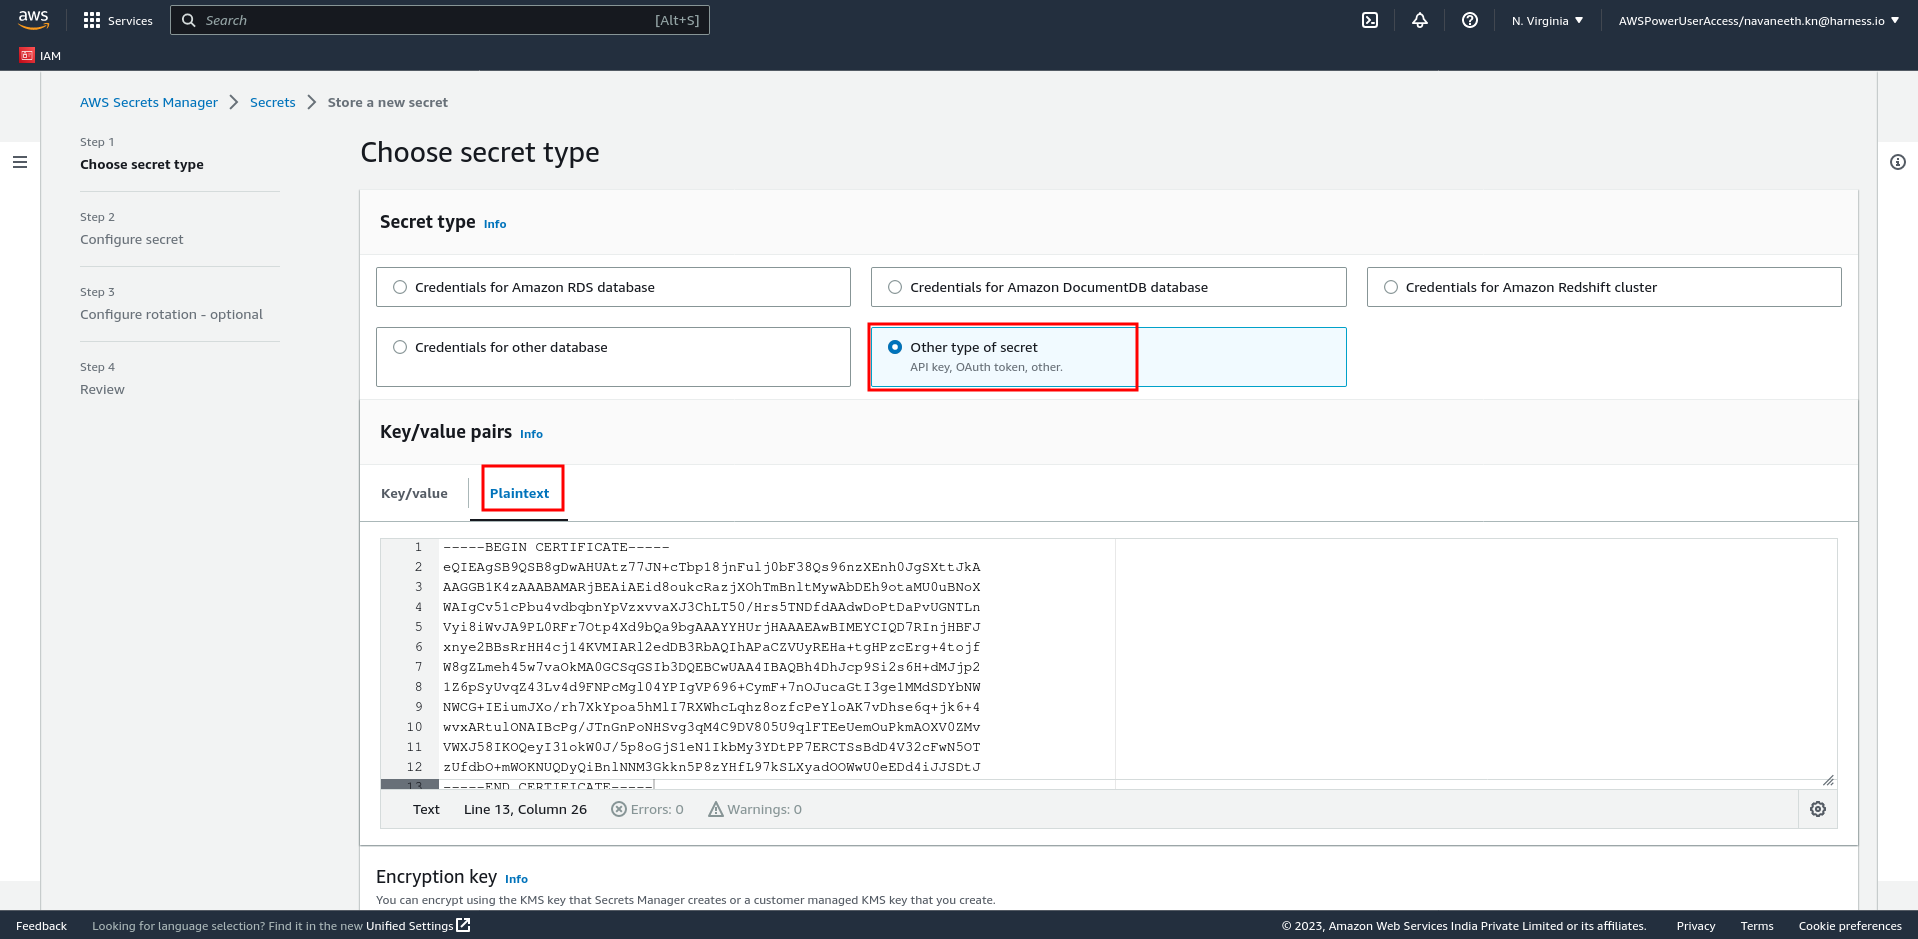 aws
Services
Search
[Alt+S]
N. Virginia
AWSPowerUserAccess/navaneeth.kn@harness.io
IAM
AWS Secrets Manager
Secrets
Store a new secret
Step 1
Choose secret type
Step 2
Configure secret
Step 3
Configure rotation - optional
Step 4
Review
Choose secret type
Secret type Info
Credentials for Amazon RDS database
Credentials for Amazon DocumentDB database
Credentials for Amazon Redshift cluster
Credentials for other database
Other type of secret
API key, OAuth token, other.
Key/value pairs Info
Key/value
Plaintext
1 -----BEGIN CERTIFICATE-----
2 eQIEAgSB9QSB8gDwAHUAtz77JN+cTbp18jnFulj0bF38Qs96nzXEnh0JgSXttJkA
3 AAGGB1K4zAAABAMARjBEAiAEid8oukcRazjXOhTmBnltMywAbDEh9otaMU0uBNoX
4 WAIgCv51cPbu4vdbqbnYpVzxvvaXJ3ChLT50/Hrs5TNDfdAAdwDoPtDaPvUGNTLn
5 Vyi8iWvJA9PL0RFr7Otp4Xd9bQa9bgAAAYYHUrjHAAAEAwBIMEYCIQD7RInjHBFJ
6 xnye2BBsRrHH4cj14KVMIARl2edDB3RbAQIhAPaCZVUyREHa+tgHPzcErg+4tojf
7 W8gZLmeh45w7vaOkMA0GCSqGSIb3DQEBCwUAA4IBAQBh4DhJcp9Si2s6H+dMJjp2
8 1Z6pSyUvqZ43Lv4d9FNPcMgl04YPIgVP696+CymF+7nOJucaGtI3ge1MMdSDYbNW
9 NWCG+IEiumJXo/rh7XkYpoa5hMlI7RXWhcLqhz8ozfcPeYloAK7vDhse6q+jk6+4
10 wvxARtulONAIBcPg/JTnGnPoNHSvg3qM4C9DV805U9qlFTEeUemOuPkmAOXV0ZMv
11 VWXJ58IKOQeyI31okW0J/5p8oGjS1eN1IkbMy3YDtPP7ERCTSsBdD4V32cFwN5OT
12 zUfdbO+mWOKNUQDyQiBnlNNM3Gkkn5P8zYHfL97kSLXyadOOWwU0eEDd4iJJSDtJ
13 -----END CERTIFICATE-----
Text
Line 13, Column 26
Errors: 0
Warnings: 0
Encryption key Info
You can encrypt using the KMS key that Secrets Manager creates or a customer managed KMS key that you create.
Feedback
Looking for language selection? Find it in the new Unified Settings
© 2023, Amazon Web Services India Private Limited or its affiliates.
Privacy
Terms
Cookie preferences